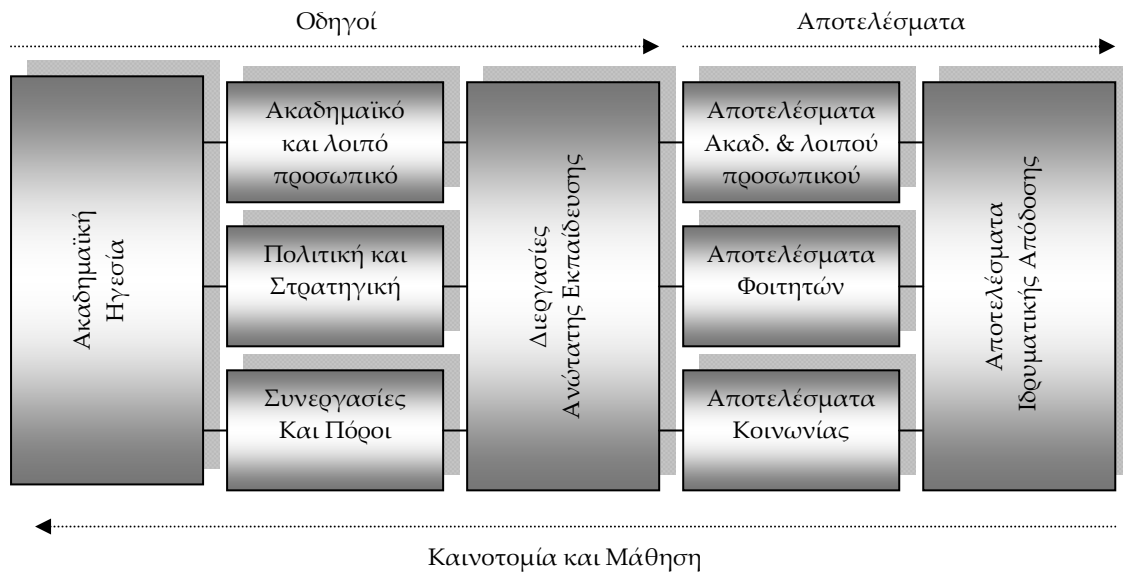 Οδηγοί
Αποτελέσματα
Ακαδημαϊκή
Ηγεσία
Ακαδημαϊκό
και λοιπό
προσωπικό
Πολιτική και
Στρατηγική
Συνεργασίες
Και Πόροι
Διεργασίες
Ανώτατης Εκπαίδευσης
Αποτελέσματα
Ακαδ. & λοιπού
προσωπικού
Αποτελέσματα
Φοιτητών
Αποτελέσματα
Κοινωνίας
Αποτελέσματα
Ιδρυματικής Απόδοσης
Καινοτομία και Μάθηση